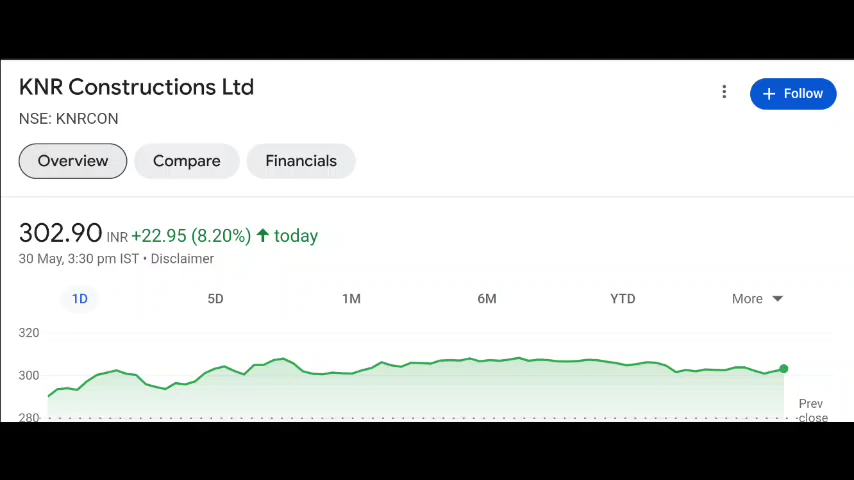 KNR Constructions Ltd
+ Follow
NSE: KNRCON
Overview Compare Financials
302.90 INR +22.95 (8.20%) ↑ today
30 May, 3:30 pm IST • Disclaimer
1D 5D 1M 6M YTD More
320
300
280
Prev
close